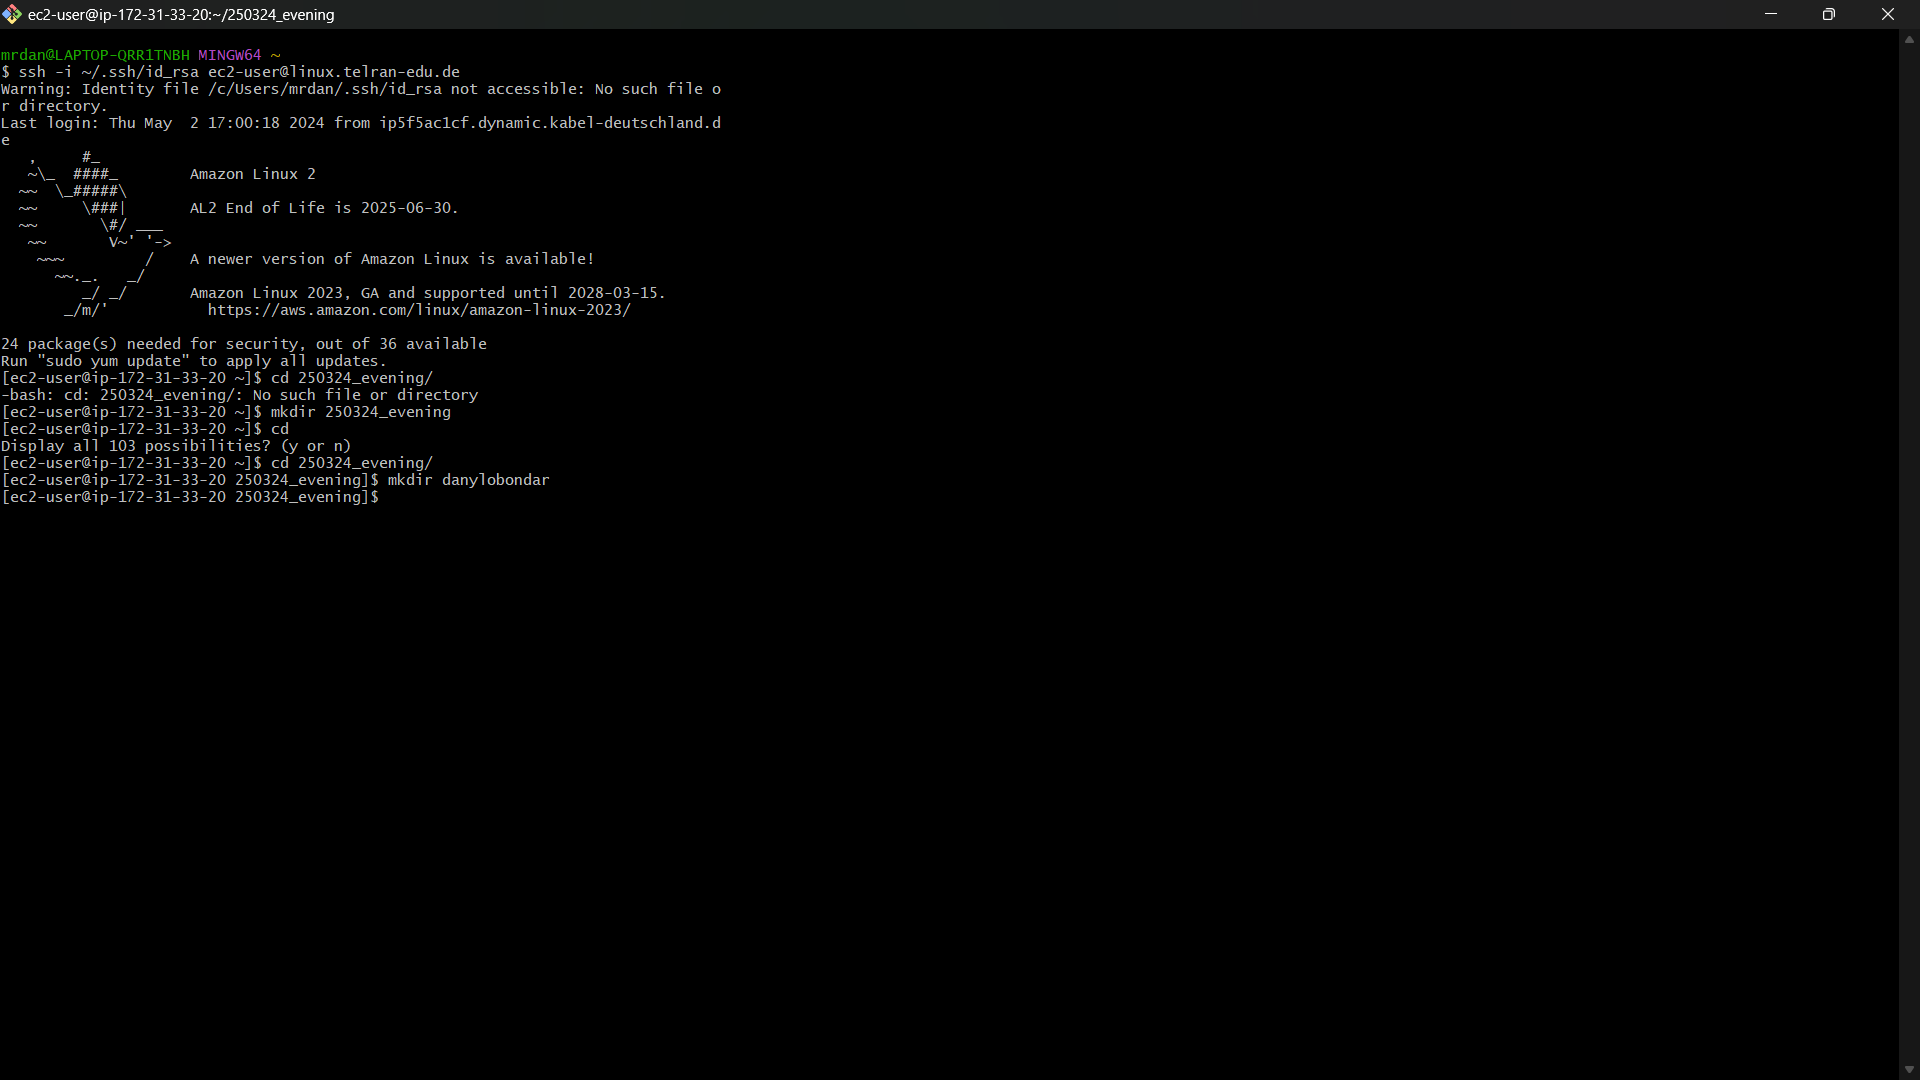 ec2-user@ip-172-31-33-20:~/250324_evening
mrdan@LAPTOP-QRR1TNBH MINGW64 ~
$ ssh -i ~/.ssh/id_rsa ec2-user@linux.telran-edu.de
Warning: Identity file /c/Users/mrdan/.ssh/id_rsa not accessible: No such file o
r directory.
Last login: Thu May  2 17:00:18 2024 from ip5f5ac1cf.dynamic.kabel-deutschland.d
e
   ,     #_
   ~\_  ####_        Amazon Linux 2
  ~~  \_#####\
  ~~     \###|       AL2 End of Life is 2025-06-30.
  ~~       \#/ ___
   ~~       V~' '->
    ~~~         /    A newer version of Amazon Linux is available!
      ~~._.   _/
         _/ _/       Amazon Linux 2023, GA and supported until 2028-03-15.
       _/m/'           https://aws.amazon.com/linux/amazon-linux-2023/
24 package(s) needed for security, out of 36 available
Run "sudo yum update" to apply all updates.
[ec2-user@ip-172-31-33-20 ~]$ cd 250324_evening/
-bash: cd: 250324_evening/: No such file or directory
[ec2-user@ip-172-31-33-20 ~]$ mkdir 250324_evening
[ec2-user@ip-172-31-33-20 ~]$ cd
Display all 103 possibilities? (y or n)
[ec2-user@ip-172-31-33-20 ~]$ cd 250324_evening/
[ec2-user@ip-172-31-33-20 250324_evening]$ mkdir danylobondar
[ec2-user@ip-172-31-33-20 250324_evening]$